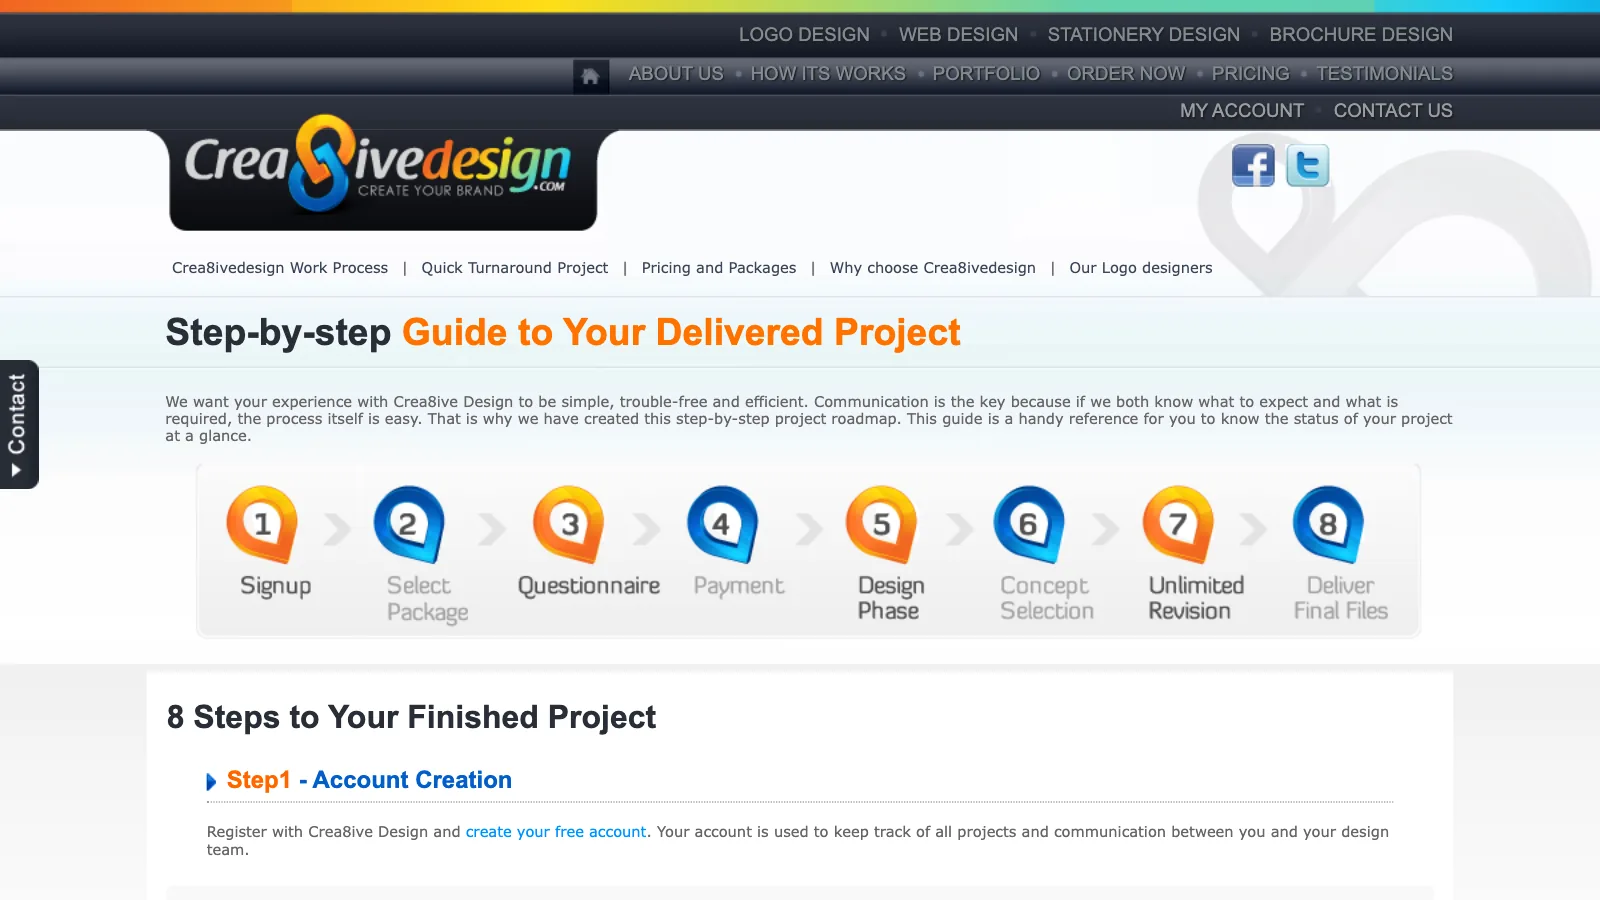 LOGO DESIGN • WEB DESIGN • STATIONERY DESIGN • BROCHURE DESIGN
ABOUT US • HOW ITS WORKS • PORTFOLIO • ORDER NOW • PRICING • TESTIMONIALS
MY ACCOUNT • CONTACT US
Crea8ivedesign.COM
CREATE YOUR BRAND
Crea8ivedesign Work Process | Quick Turnaround Project | Pricing and Packages | Why choose Crea8ivedesign | Our Logo designers
Step-by-step Guide to Your Delivered Project
Contact
We want your experience with Crea8ive Design to be simple, trouble-free and efficient. Communication is the key because if we both know what to expect and what is
required, the process itself is easy. That is why we have created this step-by-step project roadmap. This guide is a handy reference for you to know the status of your project
at a glance.
1 2 3 4 5 6 7 8
Signup Select Questionnaire Payment Design Concept Unlimited Deliver
Package Phase Selection Revision Final Files
8 Steps to Your Finished Project
Step1 - Account Creation
Register with Crea8ive Design and create your free account. Your account is used to keep track of all projects and communication between you and your design
team.